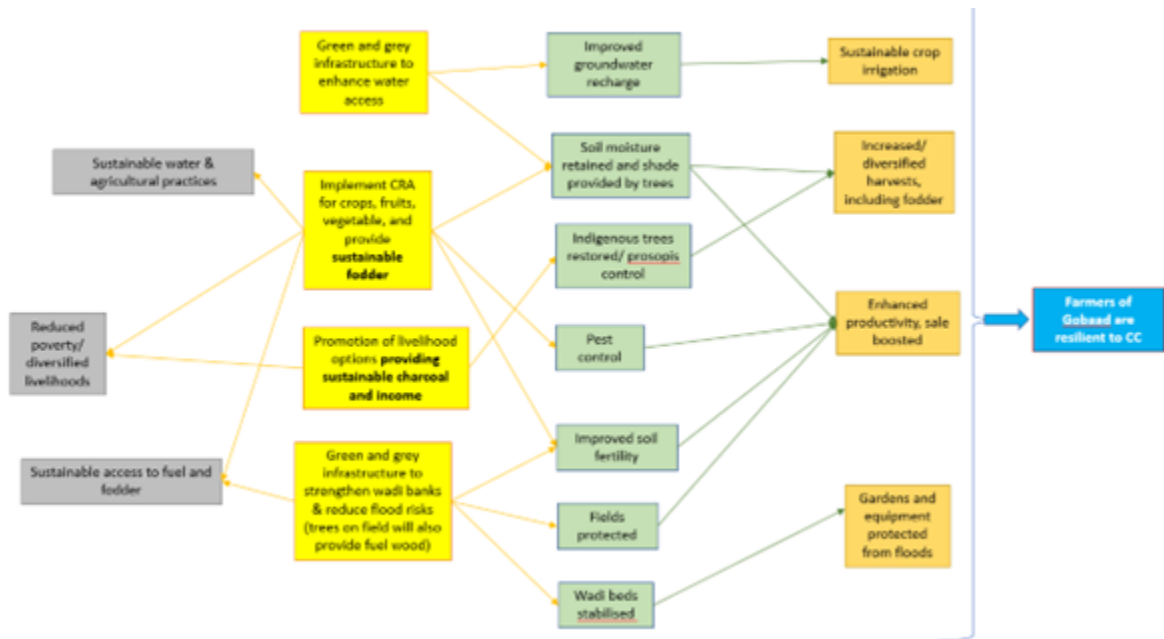 Green and grey
infrastructure to
enhance water
access
Improved
groundwater
recharge
Sustainable crop
irrigation
Sustainable water &
agricultural practices
Implement CRA
for crops, fruits,
vegetable, and
provide
sustainable
fodder
Soil moisture
retained and shade
provided by trees
Increased/
diversified
harvests,
including fodder
Indigenous trees
restored/ prosopis
control
Reduced
poverty/
diversified
livelihoods
Promotion of livelihood
options providing
sustainable charcoal
and income
Pest
control
Enhanced
productivity, sale
boosted
Farmers of
Gobaad are
resilient to CC
Sustainable access to fuel and
fodder
Green and grey
infrastructure to
strengthen wadi banks
& reduce flood risks
(trees on field will also
provide fuel wood)
Improved soil
fertility
Fields
protected
Gardens and
equipment
protected
from floods
Wadi beds
stabilised